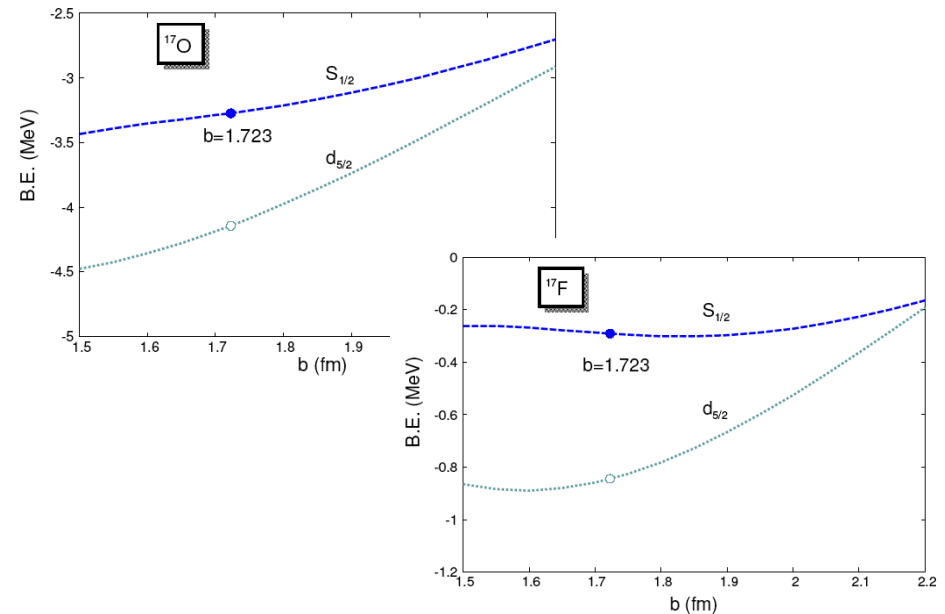 -2.5
¹⁷O
-3
S1/2
-3.5
b=1.723
d5/2
-4
-4.5
-5
1.5 1.6 1.7 1.8 1.9
b (fm)
B.E. (MeV)
0
¹⁷F
-0.2
S1/2
b=1.723
-0.4
d5/2
-0.6
-0.8
-1
-1.2
1.5 1.6 1.7 1.8 1.9 2 2.1 2.2
b (fm)
B.E. (MeV)